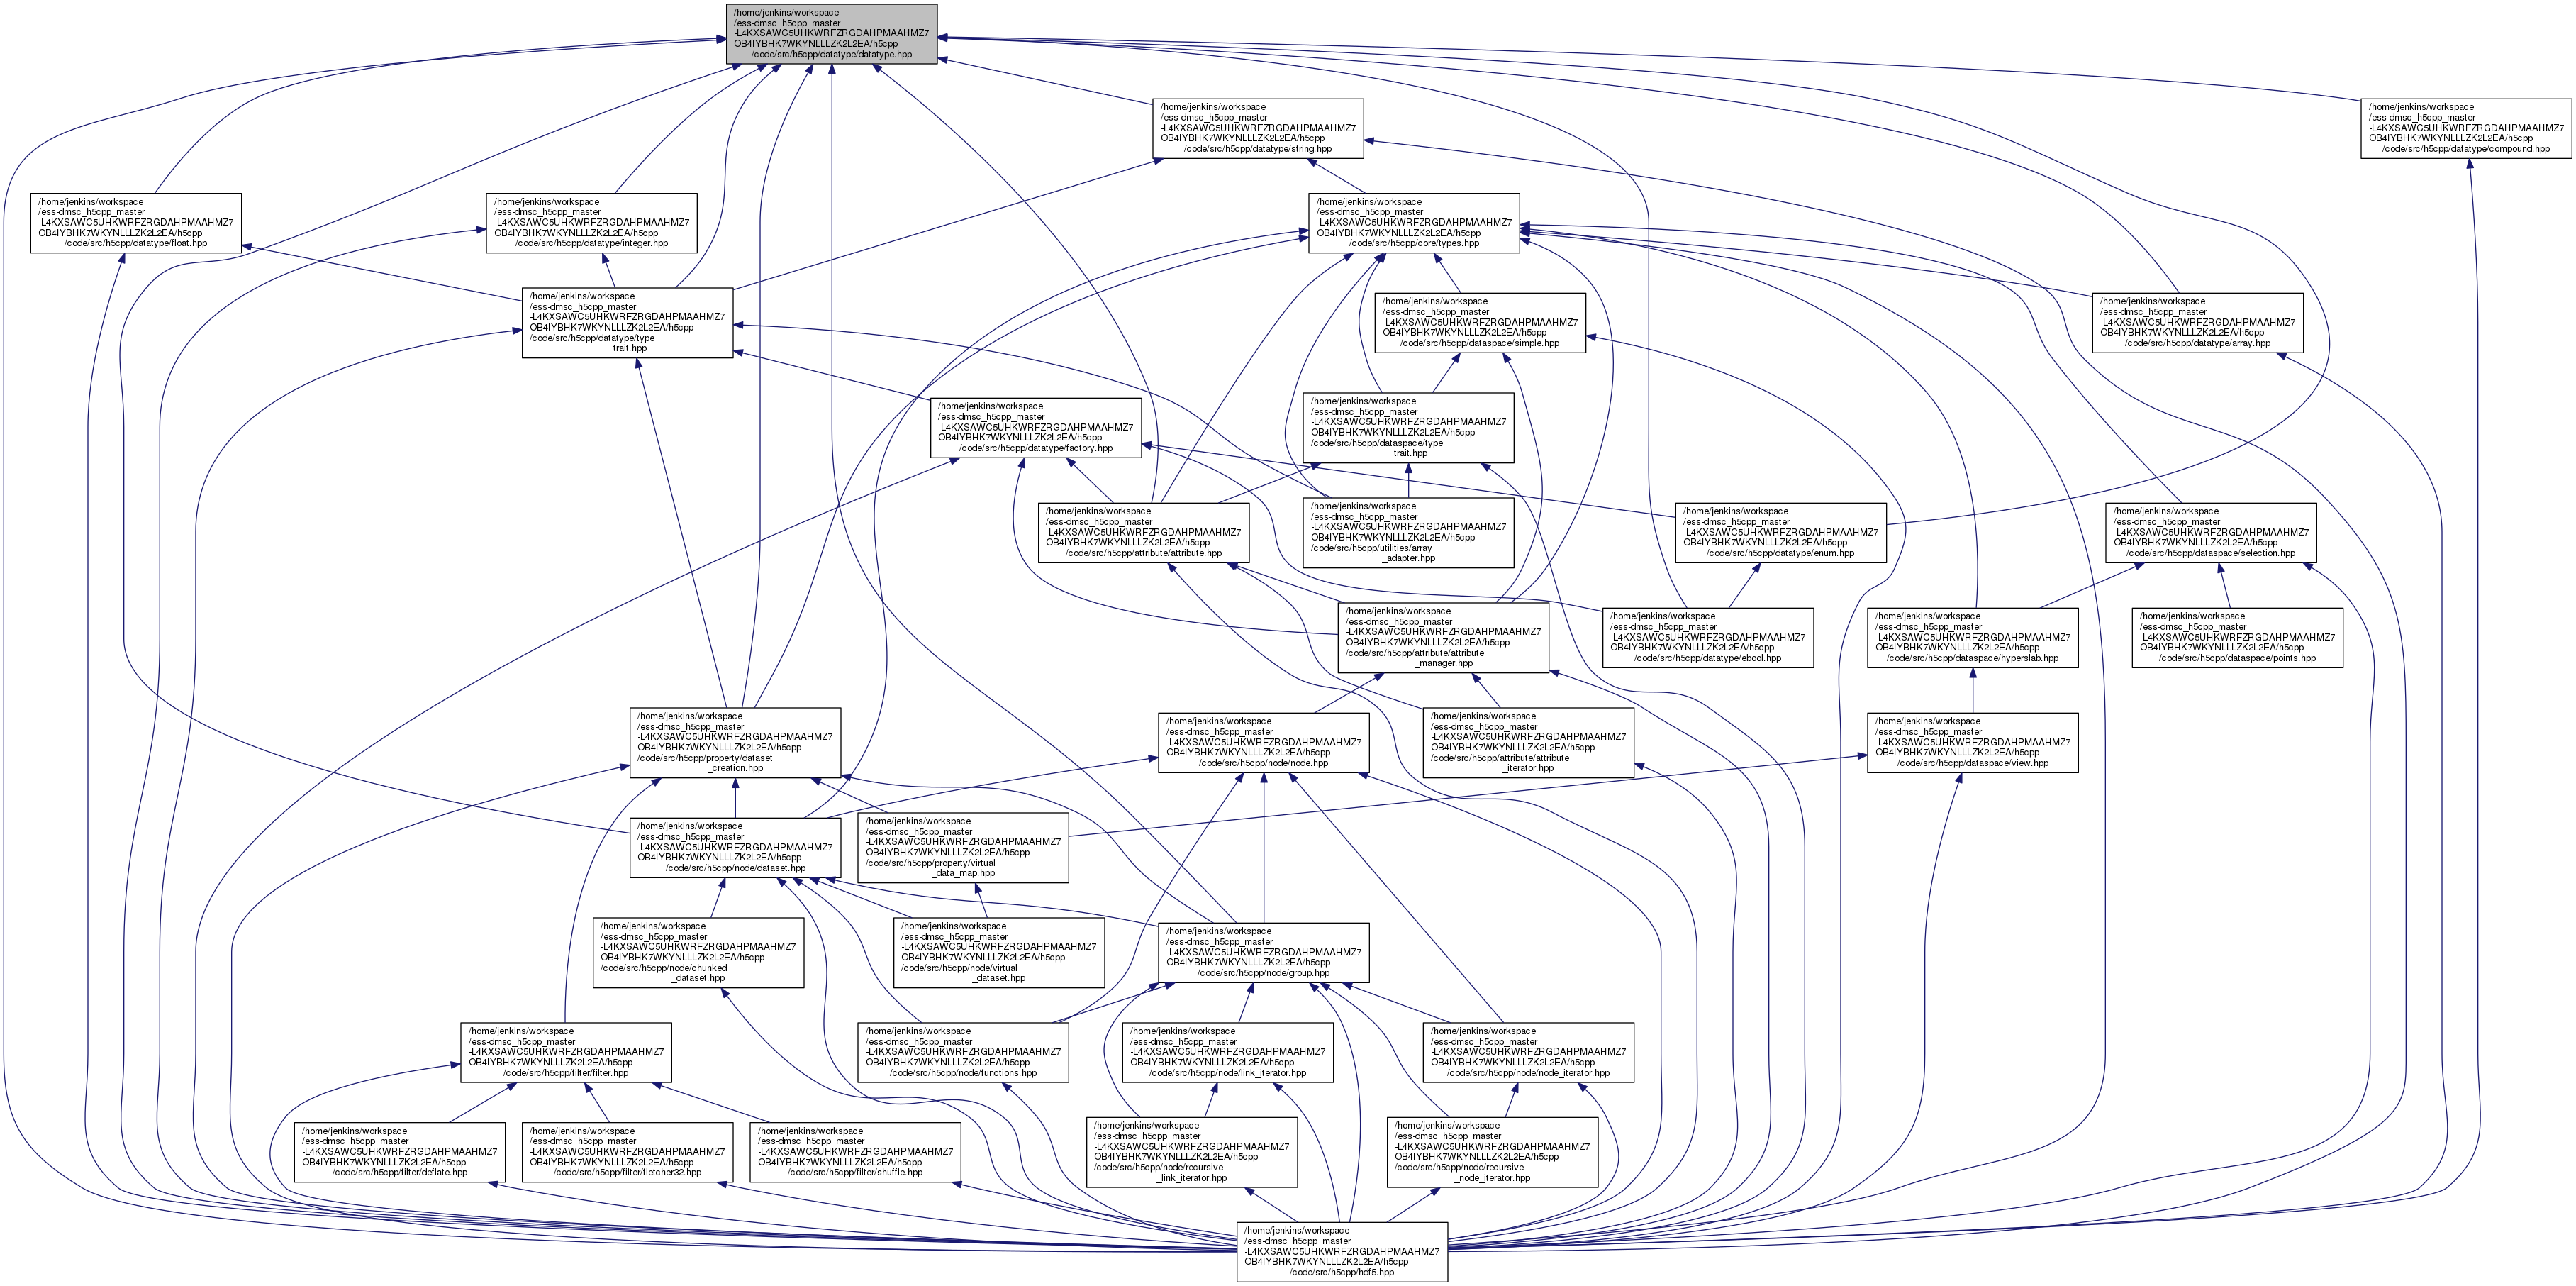 /home/jenkins/workspace
/ess-dmsc_h5cpp_master
-L4KXSAWC5UHKWRFZRGDAHPMAAHMZ7
OB4IYBHK7WKYNLLLZK2L2EA/h5cpp
/code/src/h5cpp/datatype/datatype.hpp
/home/jenkins/workspace
/ess-dmsc_h5cpp_master
-L4KXSAWC5UHKWRFZRGDAHPMAAHMZ7
OB4IYBHK7WKYNLLLZK2L2EA/h5cpp
/code/src/h5cpp/datatype/string.hpp
/home/jenkins/workspace
/ess-dmsc_h5cpp_master
-L4KXSAWC5UHKWRFZRGDAHPMAAHMZ7
OB4IYBHK7WKYNLLLZK2L2EA/h5cpp
/code/src/h5cpp/datatype/compound.hpp
/home/jenkins/workspace
/ess-dmsc_h5cpp_master
-L4KXSAWC5UHKWRFZRGDAHPMAAHMZ7
OB4IYBHK7WKYNLLLZK2L2EA/h5cpp
/code/src/h5cpp/datatype/float.hpp
/home/jenkins/workspace
/ess-dmsc_h5cpp_master
-L4KXSAWC5UHKWRFZRGDAHPMAAHMZ7
OB4IYBHK7WKYNLLLZK2L2EA/h5cpp
/code/src/h5cpp/datatype/integer.hpp
/home/jenkins/workspace
/ess-dmsc_h5cpp_master
-L4KXSAWC5UHKWRFZRGDAHPMAAHMZ7
OB4IYBHK7WKYNLLLZK2L2EA/h5cpp
/code/src/h5cpp/core/types.hpp
/home/jenkins/workspace
/ess-dmsc_h5cpp_master
-L4KXSAWC5UHKWRFZRGDAHPMAAHMZ7
OB4IYBHK7WKYNLLLZK2L2EA/h5cpp
/code/src/h5cpp/datatype/type
_trait.hpp
/home/jenkins/workspace
/ess-dmsc_h5cpp_master
-L4KXSAWC5UHKWRFZRGDAHPMAAHMZ7
OB4IYBHK7WKYNLLLZK2L2EA/h5cpp
/code/src/h5cpp/dataspace/simple.hpp
/home/jenkins/workspace
/ess-dmsc_h5cpp_master
-L4KXSAWC5UHKWRFZRGDAHPMAAHMZ7
OB4IYBHK7WKYNLLLZK2L2EA/h5cpp
/code/src/h5cpp/datatype/array.hpp
/home/jenkins/workspace
/ess-dmsc_h5cpp_master
-L4KXSAWC5UHKWRFZRGDAHPMAAHMZ7
OB4IYBHK7WKYNLLLZK2L2EA/h5cpp
/code/src/h5cpp/datatype/factory.hpp
/home/jenkins/workspace
/ess-dmsc_h5cpp_master
-L4KXSAWC5UHKWRFZRGDAHPMAAHMZ7
OB4IYBHK7WKYNLLLZK2L2EA/h5cpp
/code/src/h5cpp/dataspace/type
_trait.hpp
/home/jenkins/workspace
/ess-dmsc_h5cpp_master
-L4KXSAWC5UHKWRFZRGDAHPMAAHMZ7
OB4IYBHK7WKYNLLLZK2L2EA/h5cpp
/code/src/h5cpp/attribute/attribute.hpp
/home/jenkins/workspace
/ess-dmsc_h5cpp_master
-L4KXSAWC5UHKWRFZRGDAHPMAAHMZ7
OB4IYBHK7WKYNLLLZK2L2EA/h5cpp
/code/src/h5cpp/utilities/array
_adapter.hpp
/home/jenkins/workspace
/ess-dmsc_h5cpp_master
-L4KXSAWC5UHKWRFZRGDAHPMAAHMZ7
OB4IYBHK7WKYNLLLZK2L2EA/h5cpp
/code/src/h5cpp/datatype/enum.hpp
/home/jenkins/workspace
/ess-dmsc_h5cpp_master
-L4KXSAWC5UHKWRFZRGDAHPMAAHMZ7
OB4IYBHK7WKYNLLLZK2L2EA/h5cpp
/code/src/h5cpp/dataspace/selection.hpp
/home/jenkins/workspace
/ess-dmsc_h5cpp_master
-L4KXSAWC5UHKWRFZRGDAHPMAAHMZ7
OB4IYBHK7WKYNLLLZK2L2EA/h5cpp
/code/src/h5cpp/attribute/attribute
_manager.hpp
/home/jenkins/workspace
/ess-dmsc_h5cpp_master
-L4KXSAWC5UHKWRFZRGDAHPMAAHMZ7
OB4IYBHK7WKYNLLLZK2L2EA/h5cpp
/code/src/h5cpp/datatype/ebool.hpp
/home/jenkins/workspace
/ess-dmsc_h5cpp_master
-L4KXSAWC5UHKWRFZRGDAHPMAAHMZ7
OB4IYBHK7WKYNLLLZK2L2EA/h5cpp
/code/src/h5cpp/dataspace/hyperslab.hpp
/home/jenkins/workspace
/ess-dmsc_h5cpp_master
-L4KXSAWC5UHKWRFZRGDAHPMAAHMZ7
OB4IYBHK7WKYNLLLZK2L2EA/h5cpp
/code/src/h5cpp/dataspace/points.hpp
/home/jenkins/workspace
/ess-dmsc_h5cpp_master
-L4KXSAWC5UHKWRFZRGDAHPMAAHMZ7
OB4IYBHK7WKYNLLLZK2L2EA/h5cpp
/code/src/h5cpp/property/dataset
_creation.hpp
/home/jenkins/workspace
/ess-dmsc_h5cpp_master
-L4KXSAWC5UHKWRFZRGDAHPMAAHMZ7
OB4IYBHK7WKYNLLLZK2L2EA/h5cpp
/code/src/h5cpp/node/node.hpp
/home/jenkins/workspace
/ess-dmsc_h5cpp_master
-L4KXSAWC5UHKWRFZRGDAHPMAAHMZ7
OB4IYBHK7WKYNLLLZK2L2EA/h5cpp
/code/src/h5cpp/attribute/attribute
_iterator.hpp
/home/jenkins/workspace
/ess-dmsc_h5cpp_master
-L4KXSAWC5UHKWRFZRGDAHPMAAHMZ7
OB4IYBHK7WKYNLLLZK2L2EA/h5cpp
/code/src/h5cpp/dataspace/view.hpp
/home/jenkins/workspace
/ess-dmsc_h5cpp_master
-L4KXSAWC5UHKWRFZRGDAHPMAAHMZ7
OB4IYBHK7WKYNLLLZK2L2EA/h5cpp
/code/src/h5cpp/node/dataset.hpp
/home/jenkins/workspace
/ess-dmsc_h5cpp_master
-L4KXSAWC5UHKWRFZRGDAHPMAAHMZ7
OB4IYBHK7WKYNLLLZK2L2EA/h5cpp
/code/src/h5cpp/property/virtual
_data_map.hpp
/home/jenkins/workspace
/ess-dmsc_h5cpp_master
-L4KXSAWC5UHKWRFZRGDAHPMAAHMZ7
OB4IYBHK7WKYNLLLZK2L2EA/h5cpp
/code/src/h5cpp/node/chunked
_dataset.hpp
/home/jenkins/workspace
/ess-dmsc_h5cpp_master
-L4KXSAWC5UHKWRFZRGDAHPMAAHMZ7
OB4IYBHK7WKYNLLLZK2L2EA/h5cpp
/code/src/h5cpp/node/virtual
_dataset.hpp
/home/jenkins/workspace
/ess-dmsc_h5cpp_master
-L4KXSAWC5UHKWRFZRGDAHPMAAHMZ7
OB4IYBHK7WKYNLLLZK2L2EA/h5cpp
/code/src/h5cpp/node/group.hpp
/home/jenkins/workspace
/ess-dmsc_h5cpp_master
-L4KXSAWC5UHKWRFZRGDAHPMAAHMZ7
OB4IYBHK7WKYNLLLZK2L2EA/h5cpp
/code/src/h5cpp/filter/filter.hpp
/home/jenkins/workspace
/ess-dmsc_h5cpp_master
-L4KXSAWC5UHKWRFZRGDAHPMAAHMZ7
OB4IYBHK7WKYNLLLZK2L2EA/h5cpp
/code/src/h5cpp/node/functions.hpp
/home/jenkins/workspace
/ess-dmsc_h5cpp_master
-L4KXSAWC5UHKWRFZRGDAHPMAAHMZ7
OB4IYBHK7WKYNLLLZK2L2EA/h5cpp
/code/src/h5cpp/node/link_iterator.hpp
/home/jenkins/workspace
/ess-dmsc_h5cpp_master
-L4KXSAWC5UHKWRFZRGDAHPMAAHMZ7
OB4IYBHK7WKYNLLLZK2L2EA/h5cpp
/code/src/h5cpp/node/node_iterator.hpp
/home/jenkins/workspace
/ess-dmsc_h5cpp_master
-L4KXSAWC5UHKWRFZRGDAHPMAAHMZ7
OB4IYBHK7WKYNLLLZK2L2EA/h5cpp
/code/src/h5cpp/filter/deflate.hpp
/home/jenkins/workspace
/ess-dmsc_h5cpp_master
-L4KXSAWC5UHKWRFZRGDAHPMAAHMZ7
OB4IYBHK7WKYNLLLZK2L2EA/h5cpp
/code/src/h5cpp/filter/fletcher32.hpp
/home/jenkins/workspace
/ess-dmsc_h5cpp_master
-L4KXSAWC5UHKWRFZRGDAHPMAAHMZ7
OB4IYBHK7WKYNLLLZK2L2EA/h5cpp
/code/src/h5cpp/filter/shuffle.hpp
/home/jenkins/workspace
/ess-dmsc_h5cpp_master
-L4KXSAWC5UHKWRFZRGDAHPMAAHMZ7
OB4IYBHK7WKYNLLLZK2L2EA/h5cpp
/code/src/h5cpp/node/recursive
_link_iterator.hpp
/home/jenkins/workspace
/ess-dmsc_h5cpp_master
-L4KXSAWC5UHKWRFZRGDAHPMAAHMZ7
OB4IYBHK7WKYNLLLZK2L2EA/h5cpp
/code/src/h5cpp/node/recursive
_node_iterator.hpp
/home/jenkins/workspace
/ess-dmsc_h5cpp_master
-L4KXSAWC5UHKWRFZRGDAHPMAAHMZ7
OB4IYBHK7WKYNLLLZK2L2EA/h5cpp
/code/src/h5cpp/hdf5.hpp